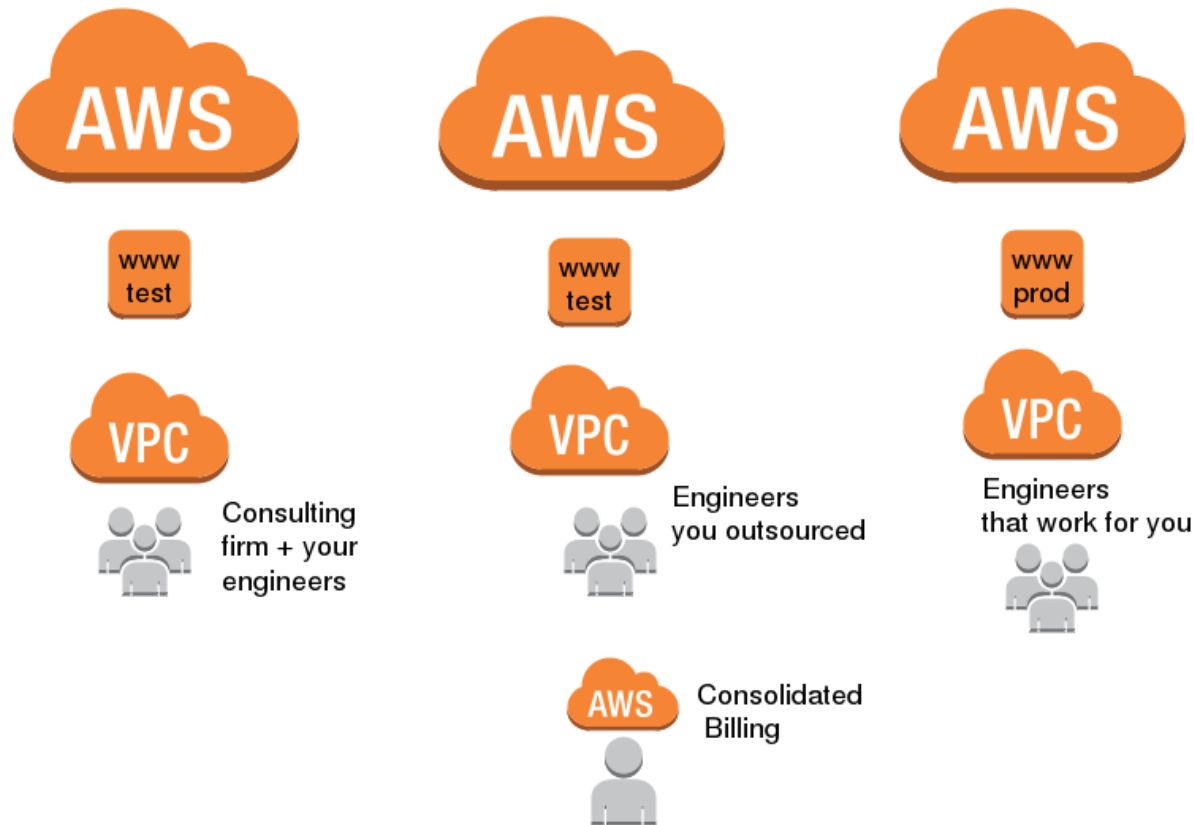 AWS
www
test
VPC
Consulting
firm + your
engineers
AWS
www
test
VPC
Engineers
you outsourced
AWS
www
prod
VPC
Engineers
that work for you
AWS
Consolidated
Billing